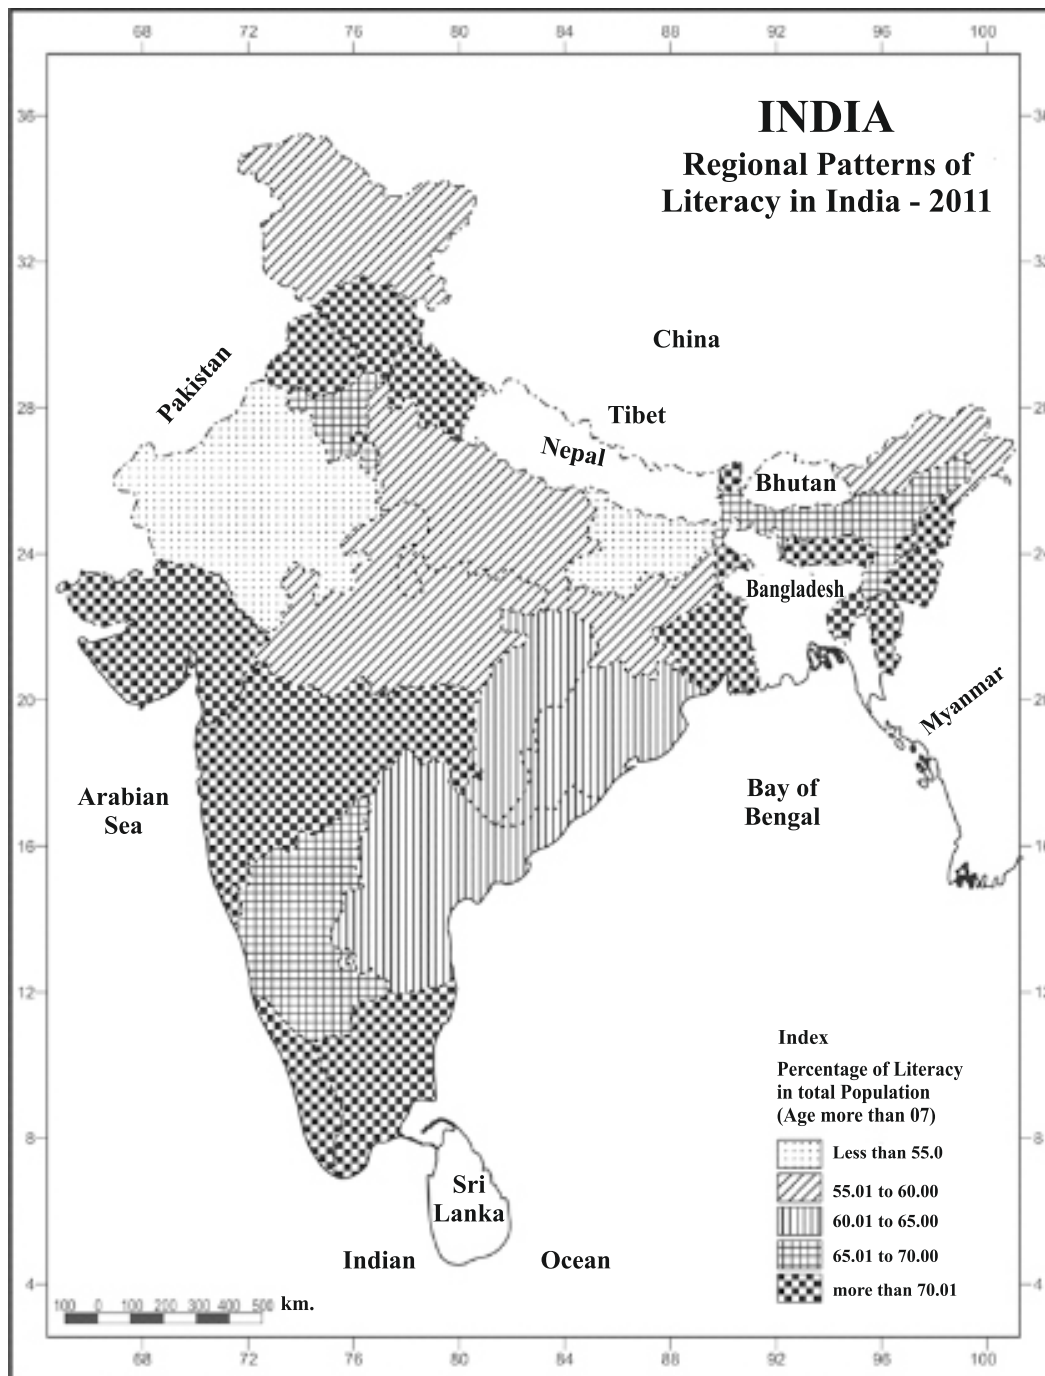 68 72 76 80 84 88 92 96 100
36
INDIA
Regional Patterns of
Literacy in India - 2011
32
China
Pakistan
28
Tibet
Nepal
Bhutan
24
Bangladesh
20
Myanmar
Arabian
Sea
Bay of
Bengal
16
12
Index
Percentage of Literacy
in total Population
(Age more than 07)
8
Less than 55.0
55.01 to 60.00
60.01 to 65.00
65.01 to 70.00
more than 70.01
Sri
Lanka
Indian Ocean
4
100 0 100 200 300 400 500 km.
68 72 76 80 84 88 92 96 100